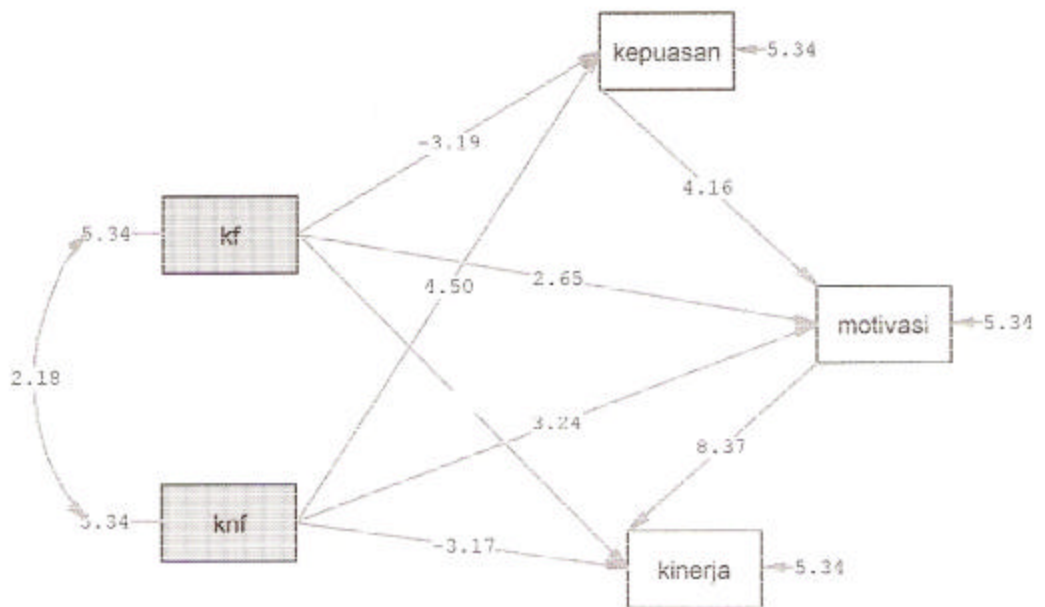 kepuasan
5.34
-3.19
4.16
5.34
kf
4.50
2.65
motivasi
5.34
2.18
3.24
8.37
5.34
knf
-3.17
kinerja
5.34